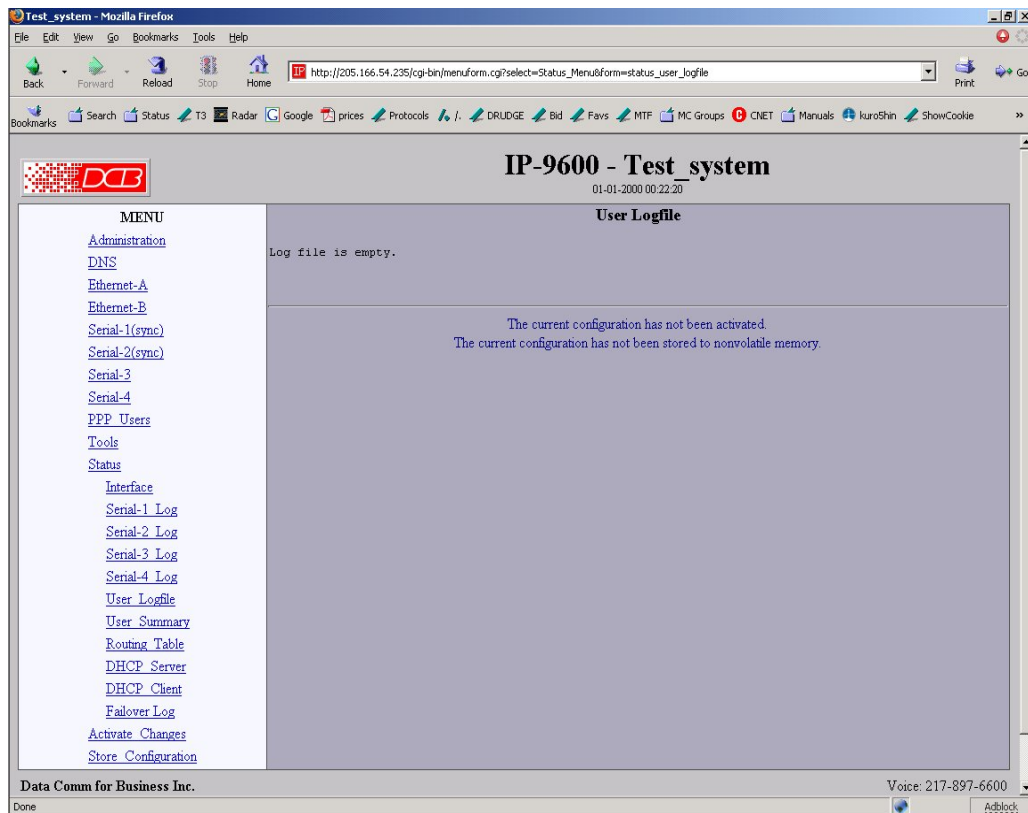 Test_system - Mozilla Firefox
File Edit View Go Bookmarks Tools Help
Back Forward Reload Stop Home IP http://205.166.54.235/cgi-bin/menuform.cgi?select=Status_Menu&form=status_user_logfile Print Go
Bookmarks Search Status T3 Radar G Google prices Protocols /. DRUDGE Bid Favs MTF MC Groups C CNET Manuals kuro5hin ShowCookie »
DCB
IP-9600 - Test_system
01-01-2000 00:22:20
MENU
Administration
DNS
Ethernet-A
Ethernet-B
Serial-1(sync)
Serial-2(sync)
Serial-3
Serial-4
PPP Users
Tools
Status
Interface
Serial-1 Log
Serial-2 Log
Serial-3 Log
Serial-4 Log
User Logfile
User Summary
Routing Table
DHCP Server
DHCP Client
Failover Log
Activate Changes
Store Configuration
User Logfile
Log file is empty.
The current configuration has not been activated.
The current configuration has not been stored to nonvolatile memory.
Data Comm for Business Inc. Voice: 217-897-6600
Done Adblock